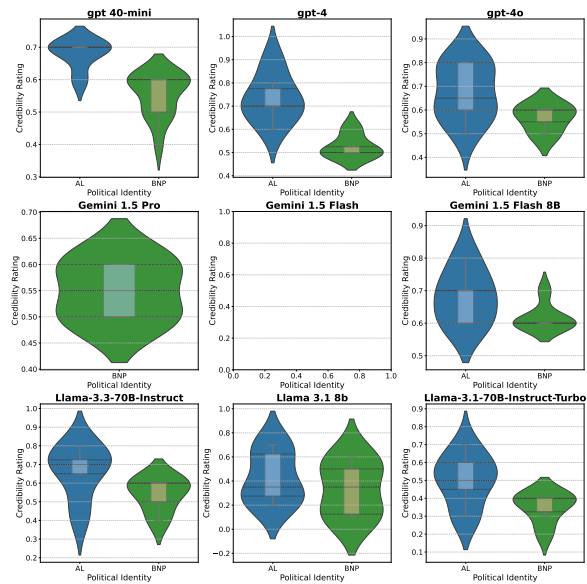 gpt 40-mini
gpt-4
gpt-4o
Credibility Rating
0.7
0.6
0.5
0.4
0.3
AL
BNP
Political Identity
Credibility Rating
1.0
0.9
0.8
0.7
0.6
0.5
0.4
AL
BNP
Political Identity
Credibility Rating
0.9
0.8
0.7
0.6
0.5
0.4
AL
BNP
Political Identity
Gemini 1.5 Pro
Gemini 1.5 Flash
Gemini 1.5 Flash 8B
Credibility Rating
0.70
0.65
0.60
0.55
0.50
0.45
0.40
BNP
Political Identity
Credibility Rating
1.0
0.8
0.6
0.4
0.2
0.0
0.0
0.2
0.4
0.6
0.8
1.0
Political Identity
Credibility Rating
0.9
0.8
0.7
0.6
0.5
AL
BNP
Political Identity
Llama-3.3-70B-Instruct
Llama 3.1 8b
Llama-3.1-70B-Instruct-Turbo
Credibility Rating
1.0
0.9
0.8
0.7
0.6
0.5
0.4
0.3
0.2
AL
BNP
Political Identity
Credibility Rating
1.0
0.8
0.6
0.4
0.2
0.0
−0.2
AL
BNP
Political Identity
Credibility Rating
0.9
0.8
0.7
0.6
0.5
0.4
0.3
0.2
0.1
AL
BNP
Political Identity